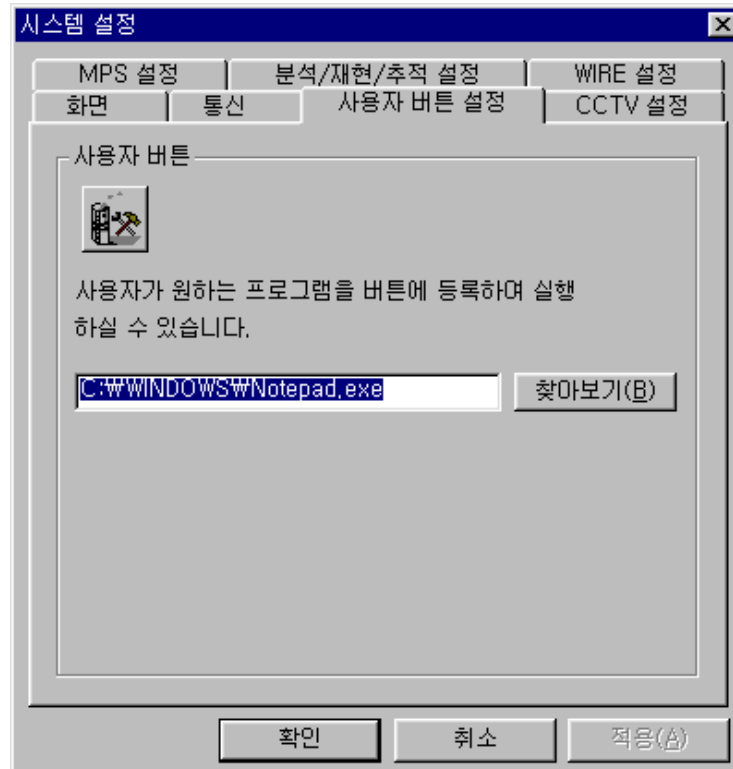 시스템 설정
MPS 설정 분석/재현/추적 설정 WIRE 설정
화면 통신 사용자 버튼 설정 CCTV 설정
사용자 버튼
사용자가 원하는 프로그램을 버튼에 등록하며 실행
하실 수 있습니다.
C:₩WINDOWS₩Notepad.exe 찾아보기(B)
확인 취소 적용(A)